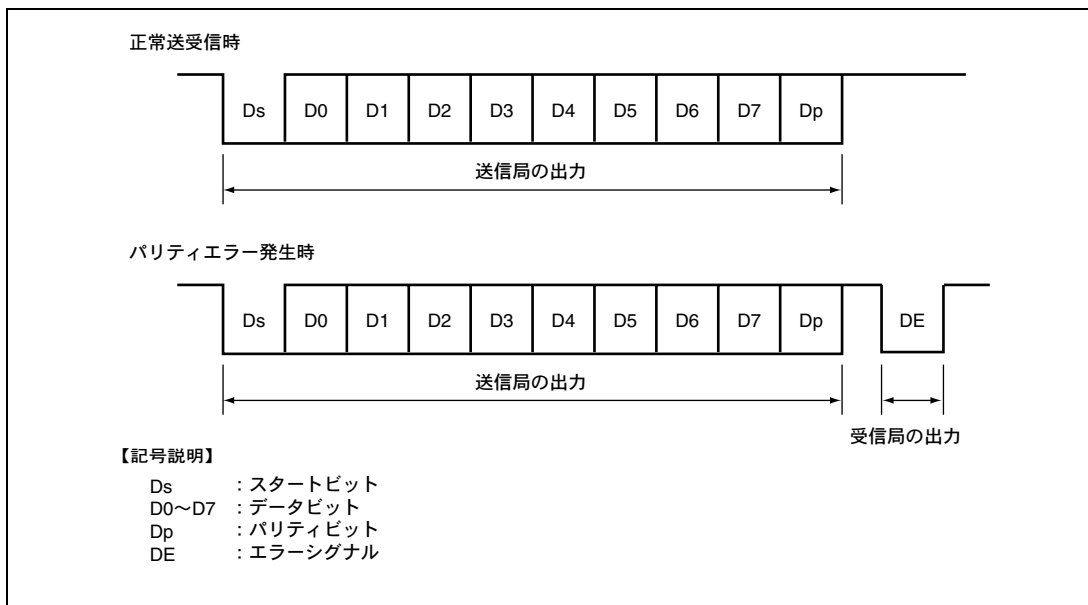 正常送受信時
Ds D0 D1 D2 D3 D4 D5 D6 D7 Dp
送信局の出力
パリティエラー発生時
Ds D0 D1 D2 D3 D4 D5 D6 D7 Dp DE
送信局の出力
受信局の出力
【記号説明】
Ds :スタートビット
D0～D7 :データビット
Dp :パリティビット
DE :エラーシグナル